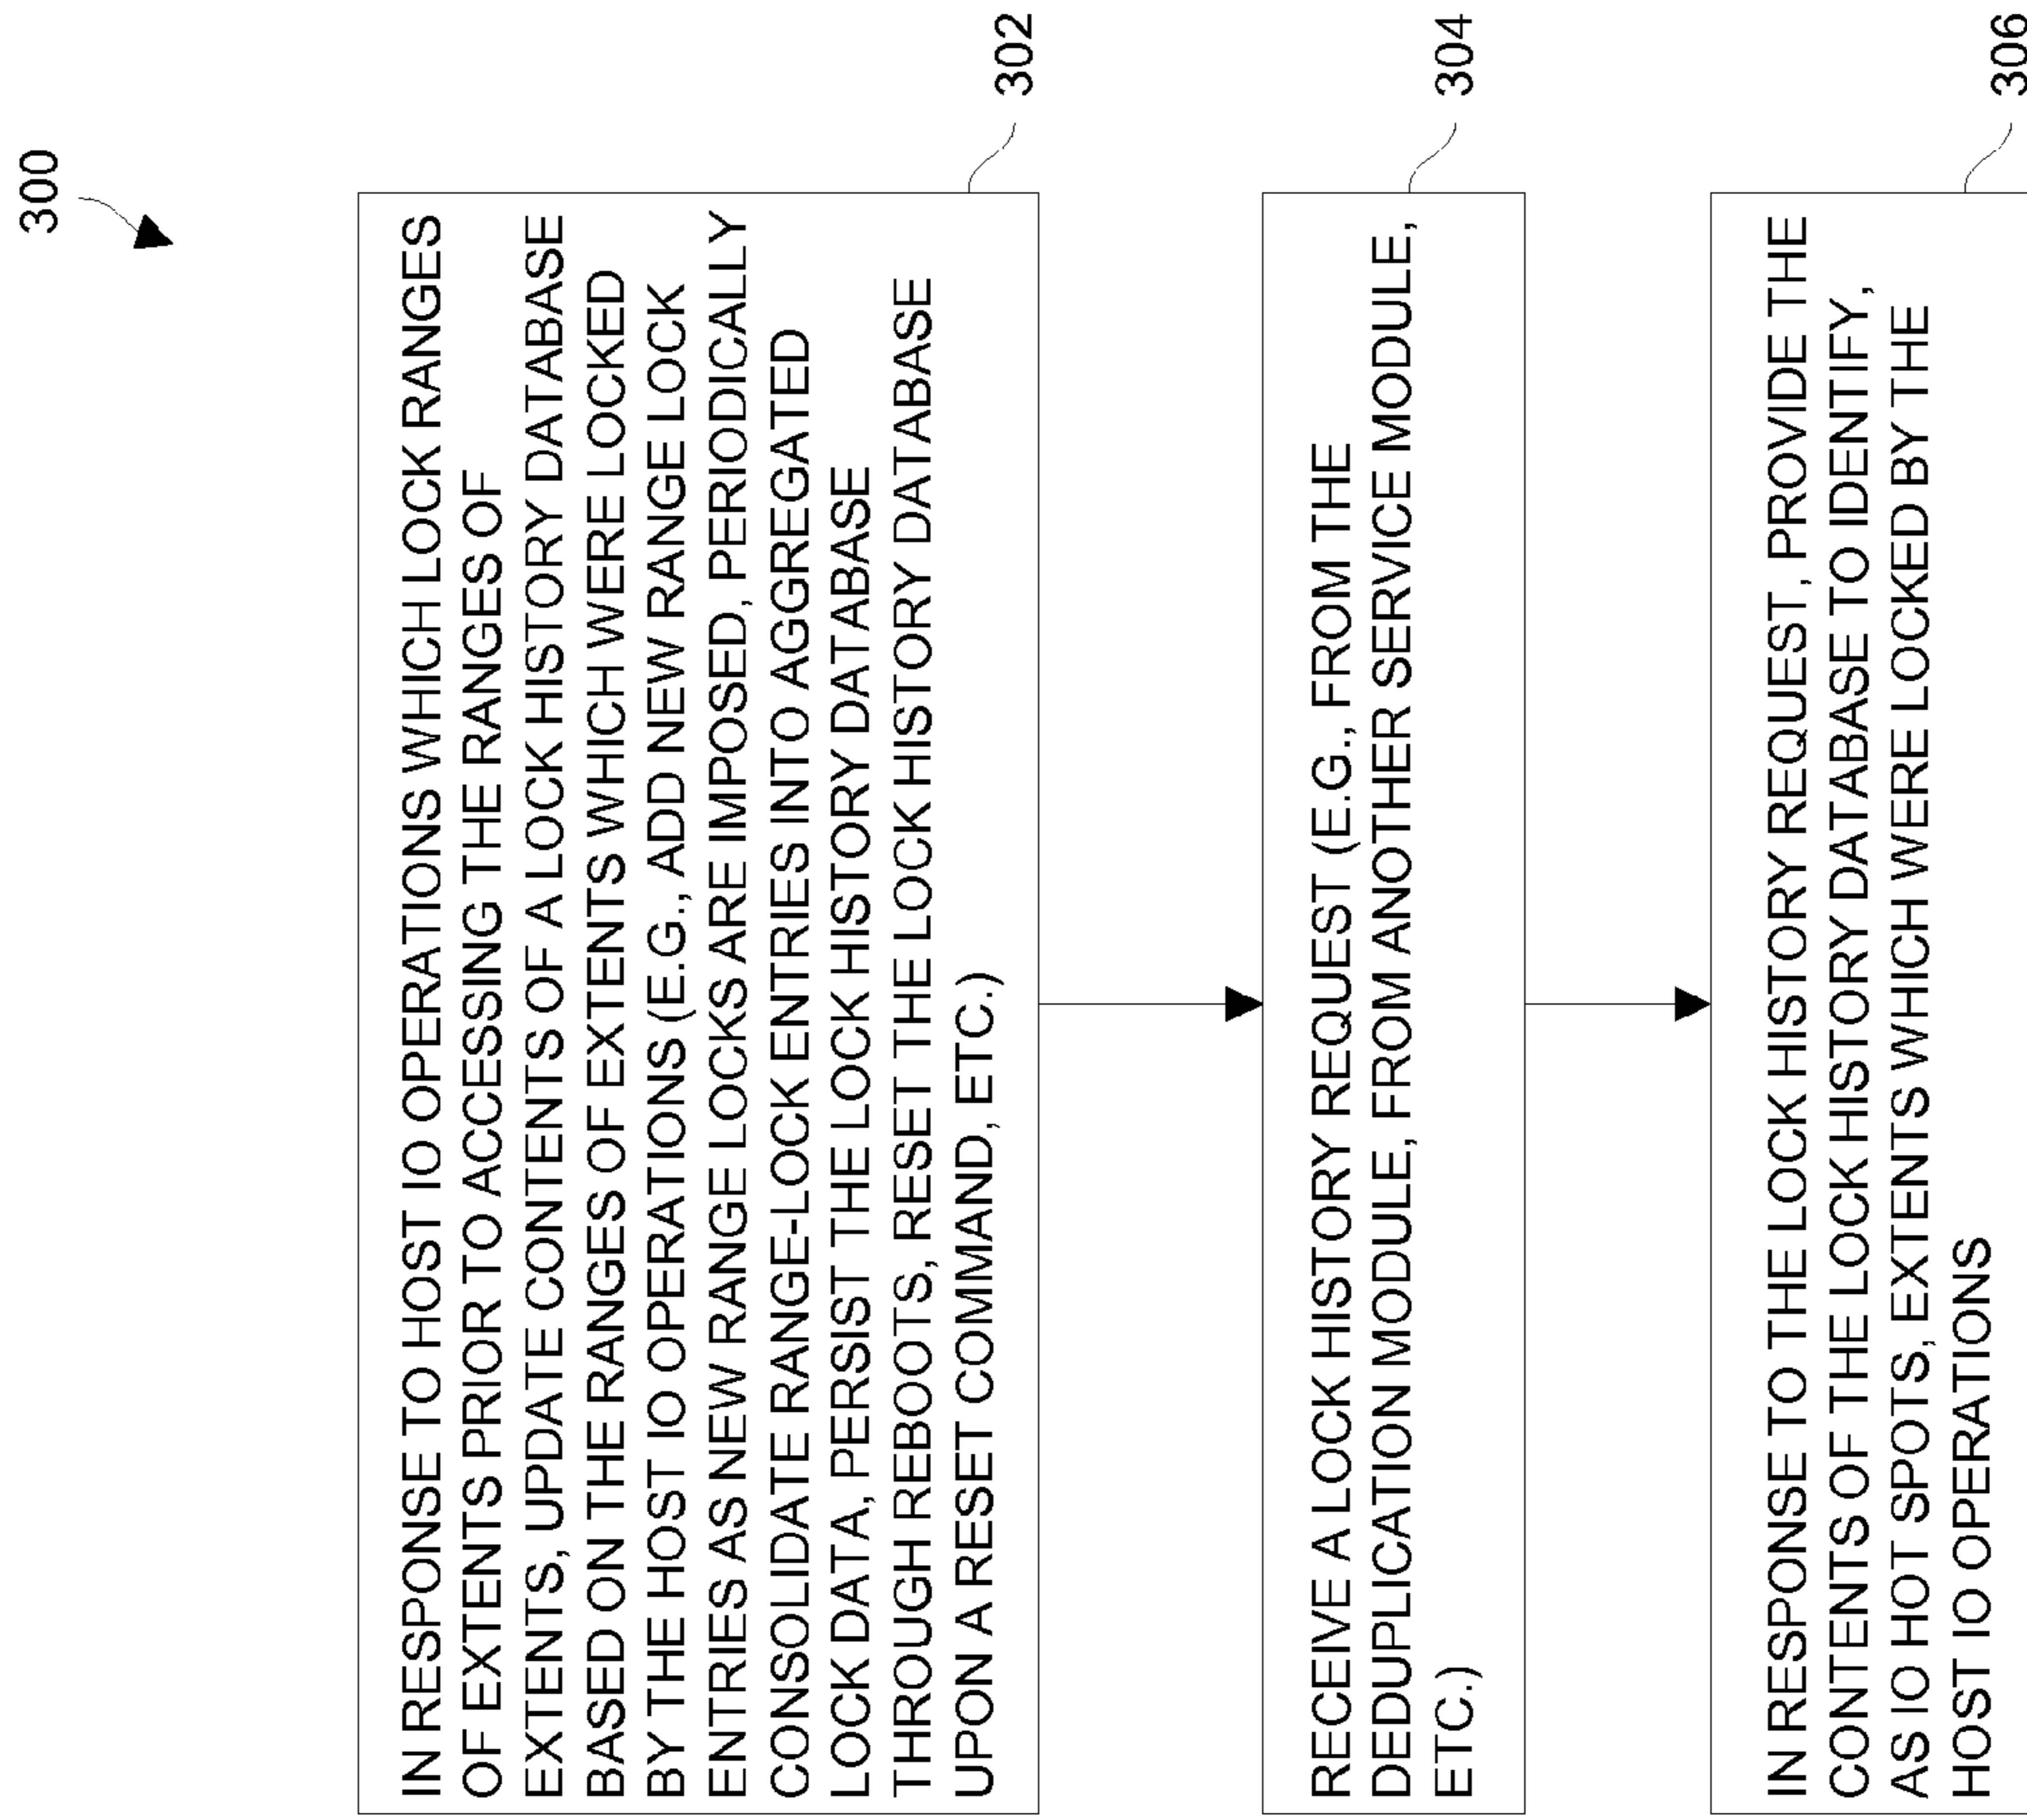 300
IN RESPONSE TO HOST IO OPERATIONS WHICH LOCK RANGES
OF EXTENTS PRIOR TO ACCESSING THE RANGES OF
EXTENTS, UPDATE CONTENTS OF A LOCK HISTORY DATABASE
BASED ON THE RANGES OF EXTENTS WHICH WERE LOCKED
BY THE HOST IO OPERATIONS (E.G., ADD NEW RANGE LOCK
ENTRIES AS NEW RANGE LOCKS ARE IMPOSED, PERIODICALLY
CONSOLIDATE RANGE-LOCK ENTRIES INTO AGGREGATED
LOCK DATA, PERSIST THE LOCK HISTORY DATABASE
THROUGH REBOOTS, RESET THE LOCK HISTORY DATABASE
UPON A RESET COMMAND, ETC.)
302
RECEIVE A LOCK HISTORY REQUEST (E.G., FROM THE
DEDUPLICATION MODULE, FROM ANOTHER SERVICE MODULE,
ETC.)
304
IN RESPONSE TO THE LOCK HISTORY REQUEST, PROVIDE THE
CONTENTS OF THE LOCK HISTORY DATABASE TO IDENTIFY,
AS IO HOT SPOTS, EXTENTS WHICH WERE LOCKED BY THE
HOST IO OPERATIONS
306